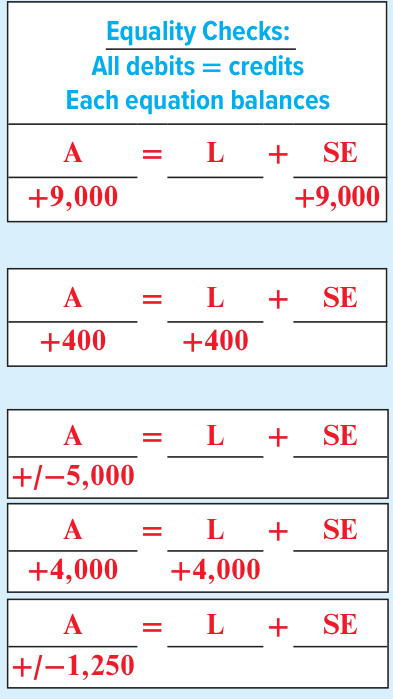 Equality Checks:
All debits = credits
Each equation balances
A = L + SE
+9,000 +9,000
A = L + SE
+400 +400
A = L + SE
+/−5,000
A = L + SE
+4,000 +4,000
A = L + SE
+/−1,250